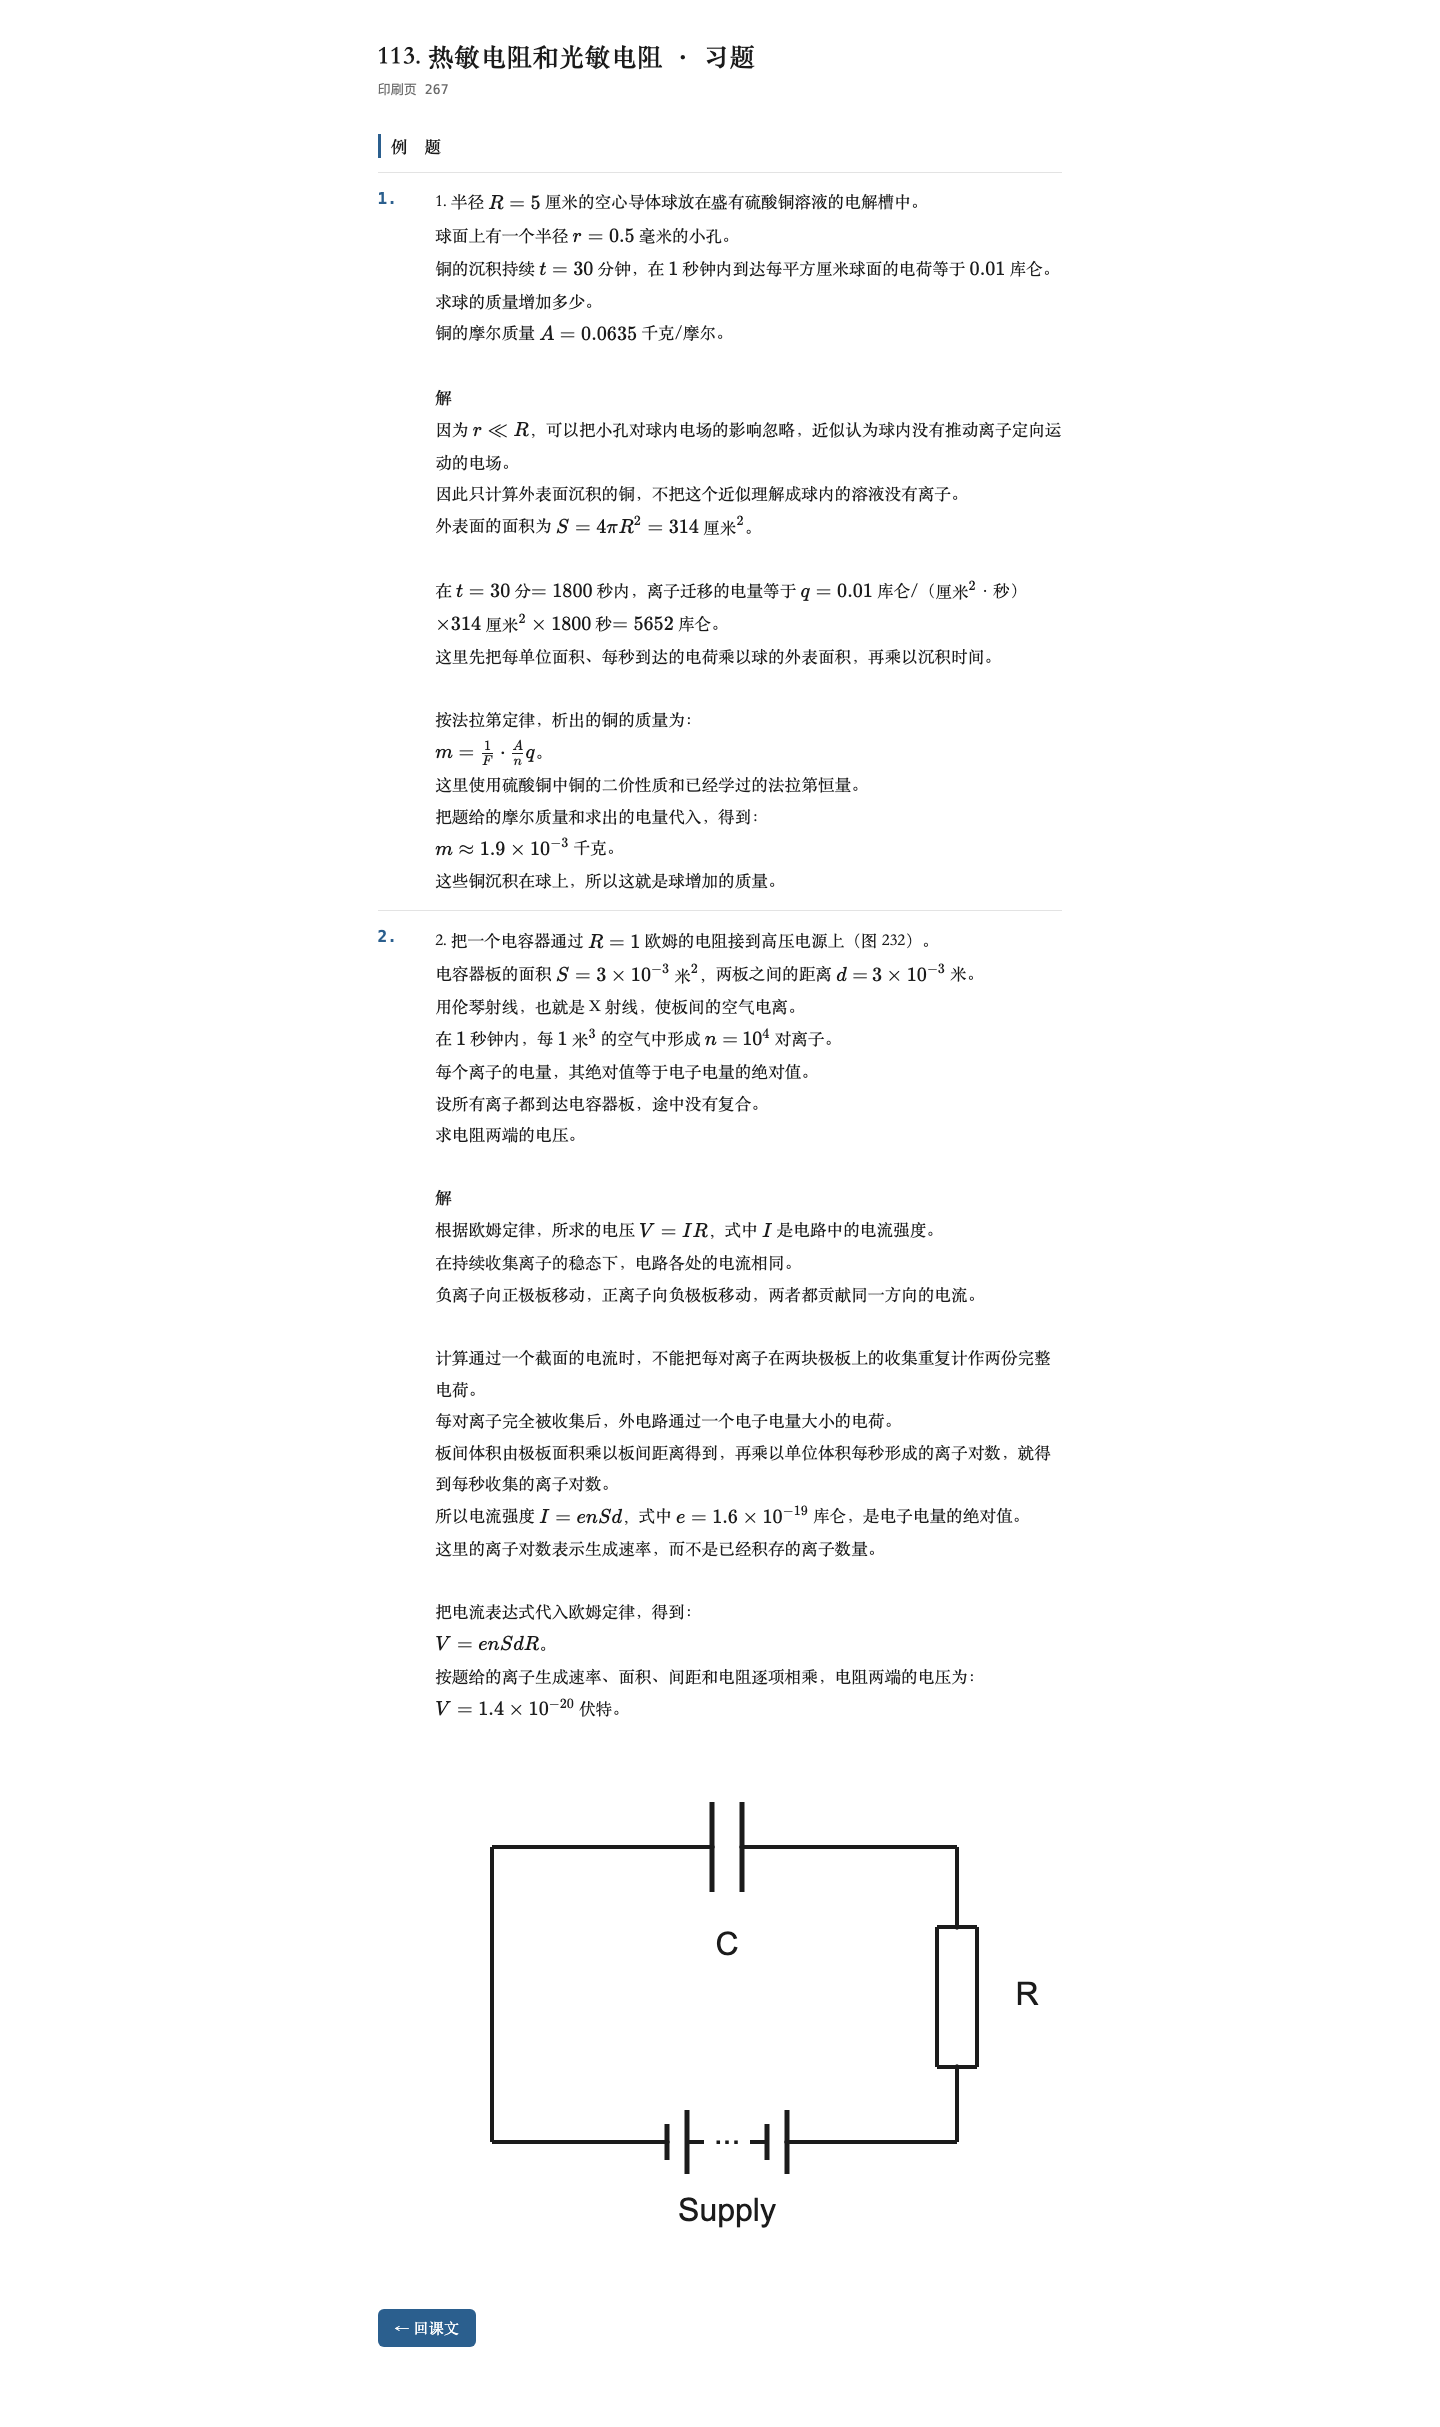 113. 热敏电阻和光敏电阻 · 习题
印刷页 267
例 题
1.
1. 半径 R = 5 厘米的空心导体球放在盛有硫酸铜溶液的电解槽中。
球面上有一个半径 r = 0.5 毫米的小孔。
铜的沉积持续 t = 30 分钟，在 1 秒钟内到达每平方厘米球面的电荷等于 0.01 库仑。
求球的质量增加多少。
铜的摩尔质量 A = 0.0635 千克/摩尔。
解
因为 r ≪ R，可以把小孔对球内电场的影响忽略，近似认为球内没有推动离子定向运
动的电场。
因此只计算外表面沉积的铜，不把这个近似理解成球内的溶液没有离子。
外表面的面积为 S = 4πR² = 314 厘米²。
在 t = 30 分= 1800 秒内，离子迁移的电量等于 q = 0.01 库仑/（厘米² · 秒）
×314 厘米² × 1800 秒= 5652 库仑。
这里先把每单位面积、每秒到达的电荷乘以球的外表面积，再乘以沉积时间。
按法拉第定律，析出的铜的质量为：
m = 1/F · A/n q。
这里使用硫酸铜中铜的二价性质和已经学过的法拉第恒量。
把题给的摩尔质量和求出的电量代入，得到：
m ≈ 1.9 × 10⁻³ 千克。
这些铜沉积在球上，所以这就是球增加的质量。
2.
2. 把一个电容器通过 R = 1 欧姆的电阻接到高压电源上（图 232）。
电容器板的面积 S = 3 × 10⁻³ 米²，两板之间的距离 d = 3 × 10⁻³ 米。
用伦琴射线，也就是 X 射线，使板间的空气电离。
在 1 秒钟内，每 1 米³ 的空气中形成 n = 10⁴ 对离子。
每个离子的电量，其绝对值等于电子电量的绝对值。
设所有离子都到达电容器板，途中没有复合。
求电阻两端的电压。
解
根据欧姆定律，所求的电压 V = IR，式中 I 是电路中的电流强度。
在持续收集离子的稳态下，电路各处的电流相同。
负离子向正极板移动，正离子向负极板移动，两者都贡献同一方向的电流。
计算通过一个截面的电流时，不能把每对离子在两块极板上的收集重复计作两份完整
电荷。
每对离子完全被收集后，外电路通过一个电子电量大小的电荷。
板间体积由极板面积乘以板间距离得到，再乘以单位体积每秒形成的离子对数，就得
到每秒收集的离子对数。
所以电流强度 I = enSd，式中 e = 1.6 × 10⁻¹⁹ 库仑，是电子电量的绝对值。
这里的离子对数表示生成速率，而不是已经积存的离子数量。
把电流表达式代入欧姆定律，得到：
V = enSdR。
按题给的离子生成速率、面积、间距和电阻逐项相乘，电阻两端的电压为：
V = 1.4 × 10⁻²⁰ 伏特。
C
R
...
Supply
← 回课文